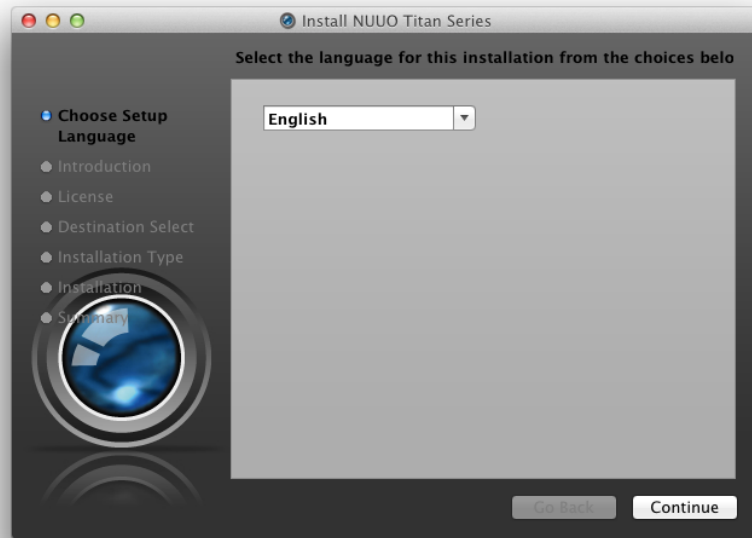 Install NUUO Titan Series
Select the language for this installation from the choices belo
Choose Setup
Language
Introduction
License
Destination Select
Installation Type
Installation
Summary
English
Go Back
Continue